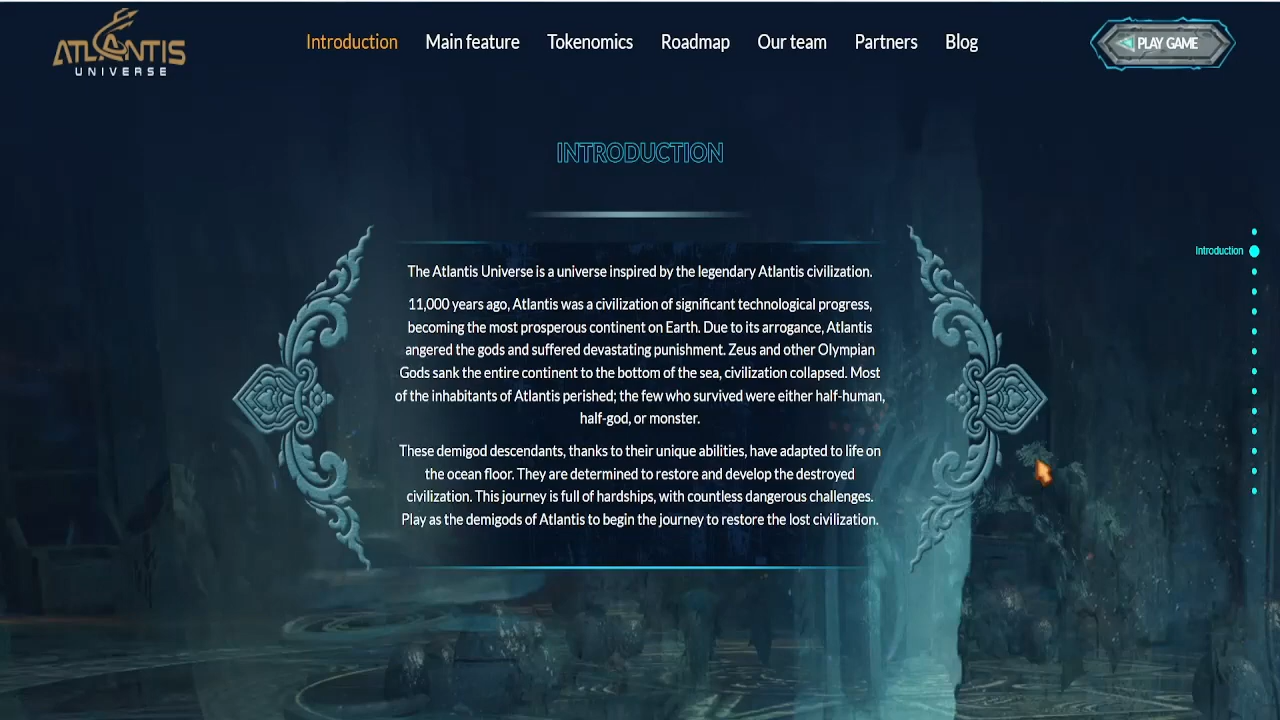 ATLANTIS
UNIVERSE
Introduction
Main feature
Tokenomics
Roadmap
Our team
Partners
Blog
PLAY GAME
INTRODUCTION
Introduction
The Atlantis Universe is a universe inspired by the legendary Atlantis civilization.
11,000 years ago, Atlantis was a civilization of significant technological progress,
becoming the most prosperous continent on Earth. Due to its arrogance, Atlantis
angered the gods and suffered devastating punishment. Zeus and other Olympian
Gods sank the entire continent to the bottom of the sea, civilization collapsed. Most
of the inhabitants of Atlantis perished; the few who survived were either half-human,
half-god, or monster.
These demigod descendants, thanks to their unique abilities, have adapted to life on
the ocean floor. They are determined to restore and develop the destroyed
civilization. This journey is full of hardships, with countless dangerous challenges.
Play as the demigods of Atlantis to begin the journey to restore the lost civilization.